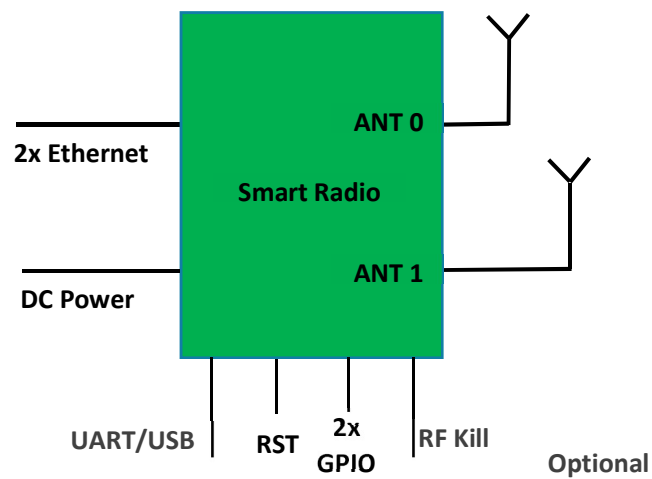 ANT 0
2x Ethernet
Smart Radio
ANT 1
DC Power
UART/USB
RST
2x
GPIO
RF Kill
Optional